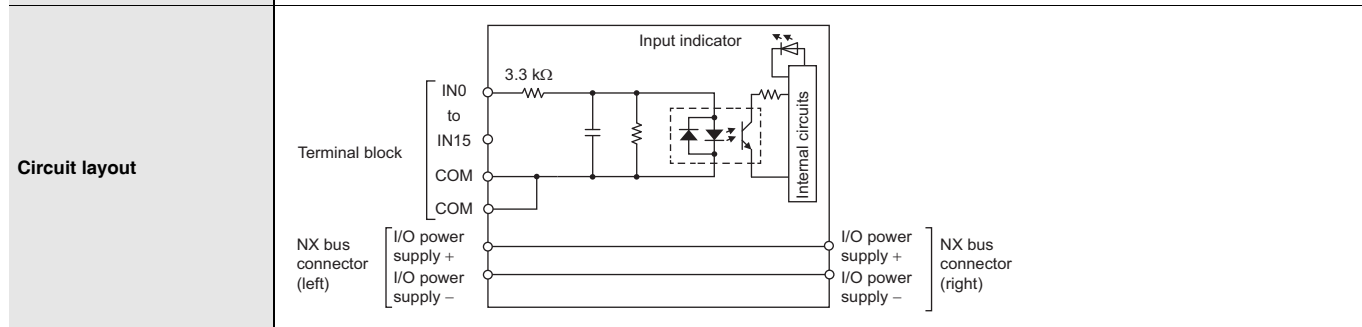 Circuit layout
Input indicator
3.3 kΩ
IN0
to
IN15
COM
COM
Terminal block
Internal circuits
NX bus
connector
(left)
I/O power
supply +
I/O power
supply −
I/O power
supply +
I/O power
supply −
NX bus
connector
(right)